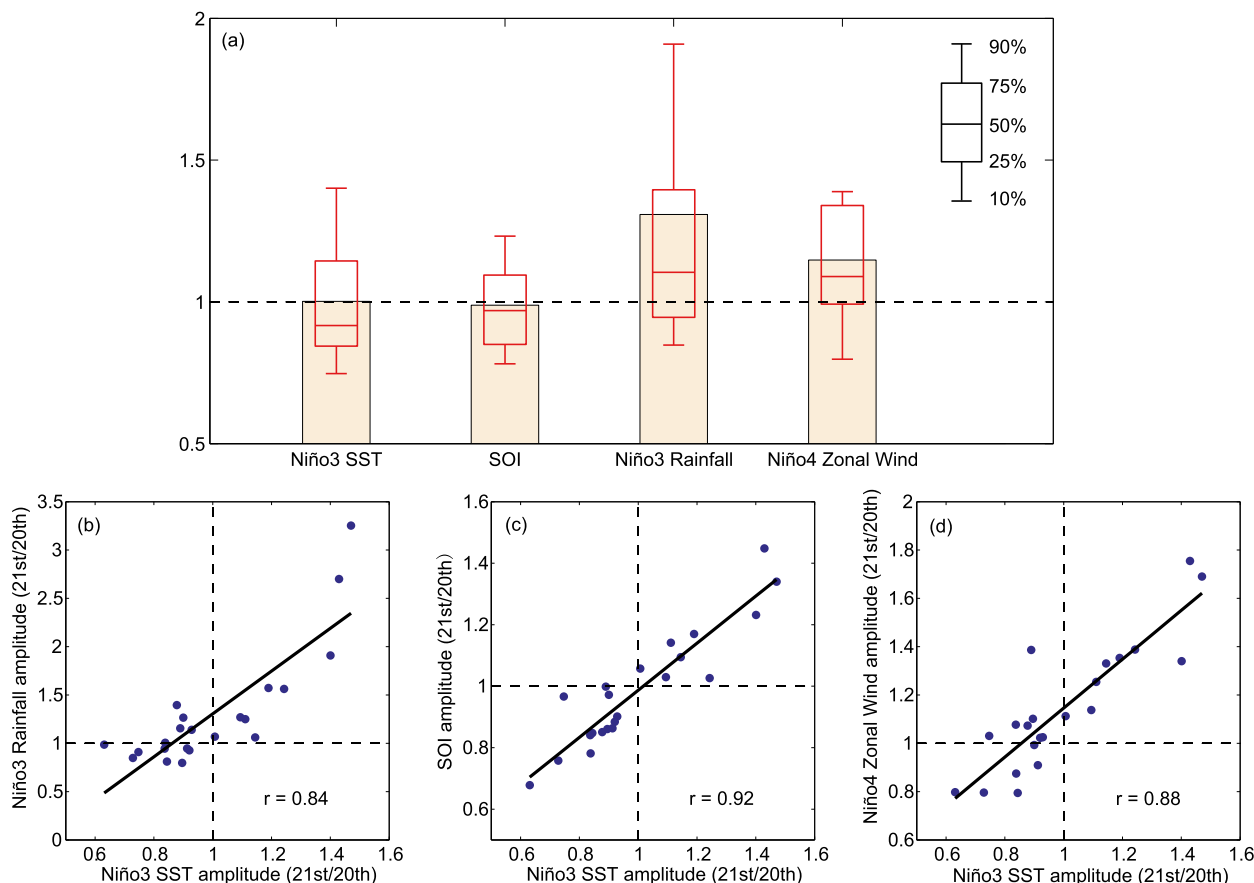 (a)
2
1.5
1
0.5
90%
75%
50%
25%
10%
Niño3 SST SOI Niño3 Rainfall Niño4 Zonal Wind
(b)
Niño3 Rainfall amplitude (21st/20th)
3.5
3
2.5
2
1.5
1
0.5
0
r = 0.84
0.6 0.8 1 1.2 1.4 1.6
Niño3 SST amplitude (21st/20th)
(c)
SOI amplitude (21st/20th)
1.6
1.4
1.2
1
0.8
0.6
r = 0.92
0.6 0.8 1 1.2 1.4 1.6
Niño3 SST amplitude (21st/20th)
(d)
Niño4 Zonal Wind amplitude (21st/20th)
2
1.8
1.6
1.4
1.2
1
0.8
0.6
r = 0.88
0.6 0.8 1 1.2 1.4 1.6
Niño3 SST amplitude (21st/20th)